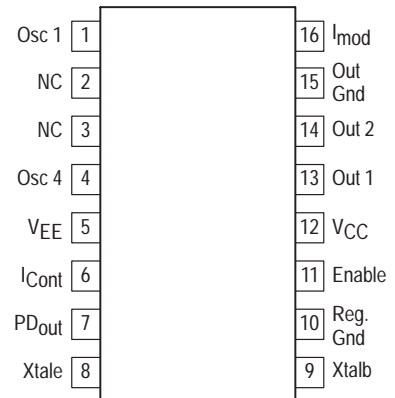 Osc 1 1
NC 2
NC 3
Osc 4 4
VEE 5
ICont 6
PDout 7
Xtale 8
16 Imod
15 Out
Gnd
14 Out 2
13 Out 1
12 VCC
11 Enable
10 Reg.
Gnd
9 Xtalb